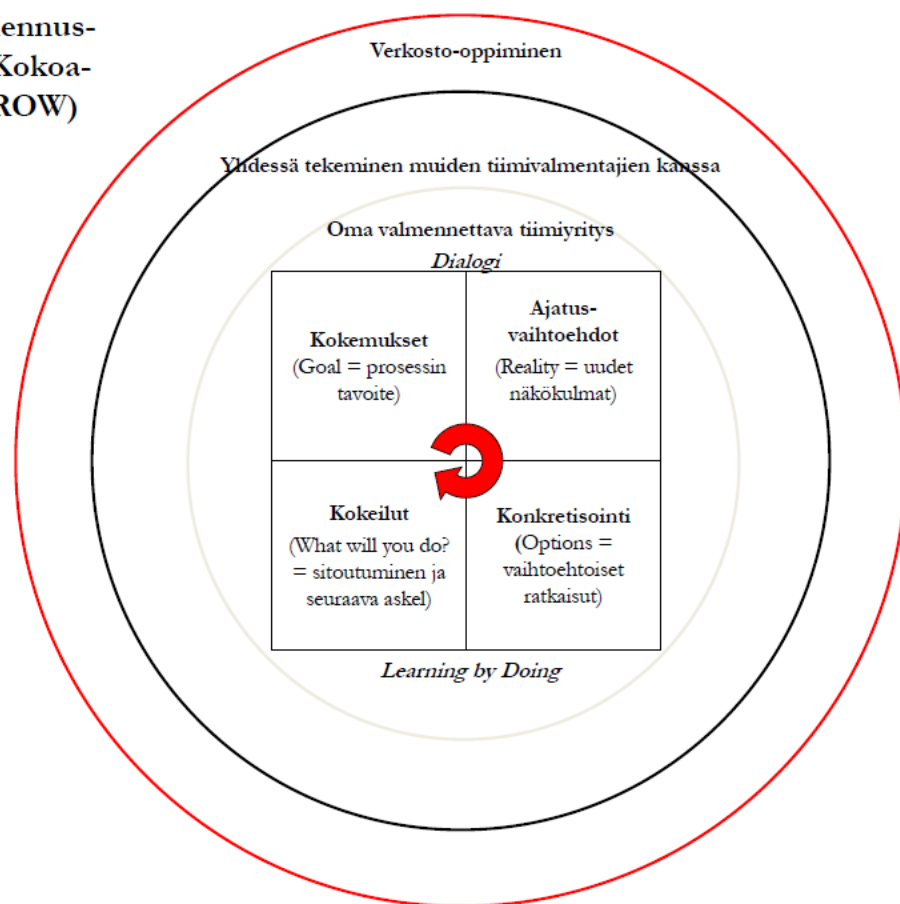 ennus-
Kokoa-
ROW)
Verkosto-oppiminen
Yhdessä tekeminen muiden tiimivalmentajien kanssa
Oma valmennettava tiimiyritys
Dialogi
Kokemukset
(Goal = prosessin
tavoite)
Ajatus-
vaihtoehdot
(Reality = uudet
näkökulmat)
Kokeilut
(What will you do?
= sitoutuminen ja
seuraava askel)
Konkretisointi
(Options =
vaihtoehtoiset
ratkaisut)
Learning by Doing